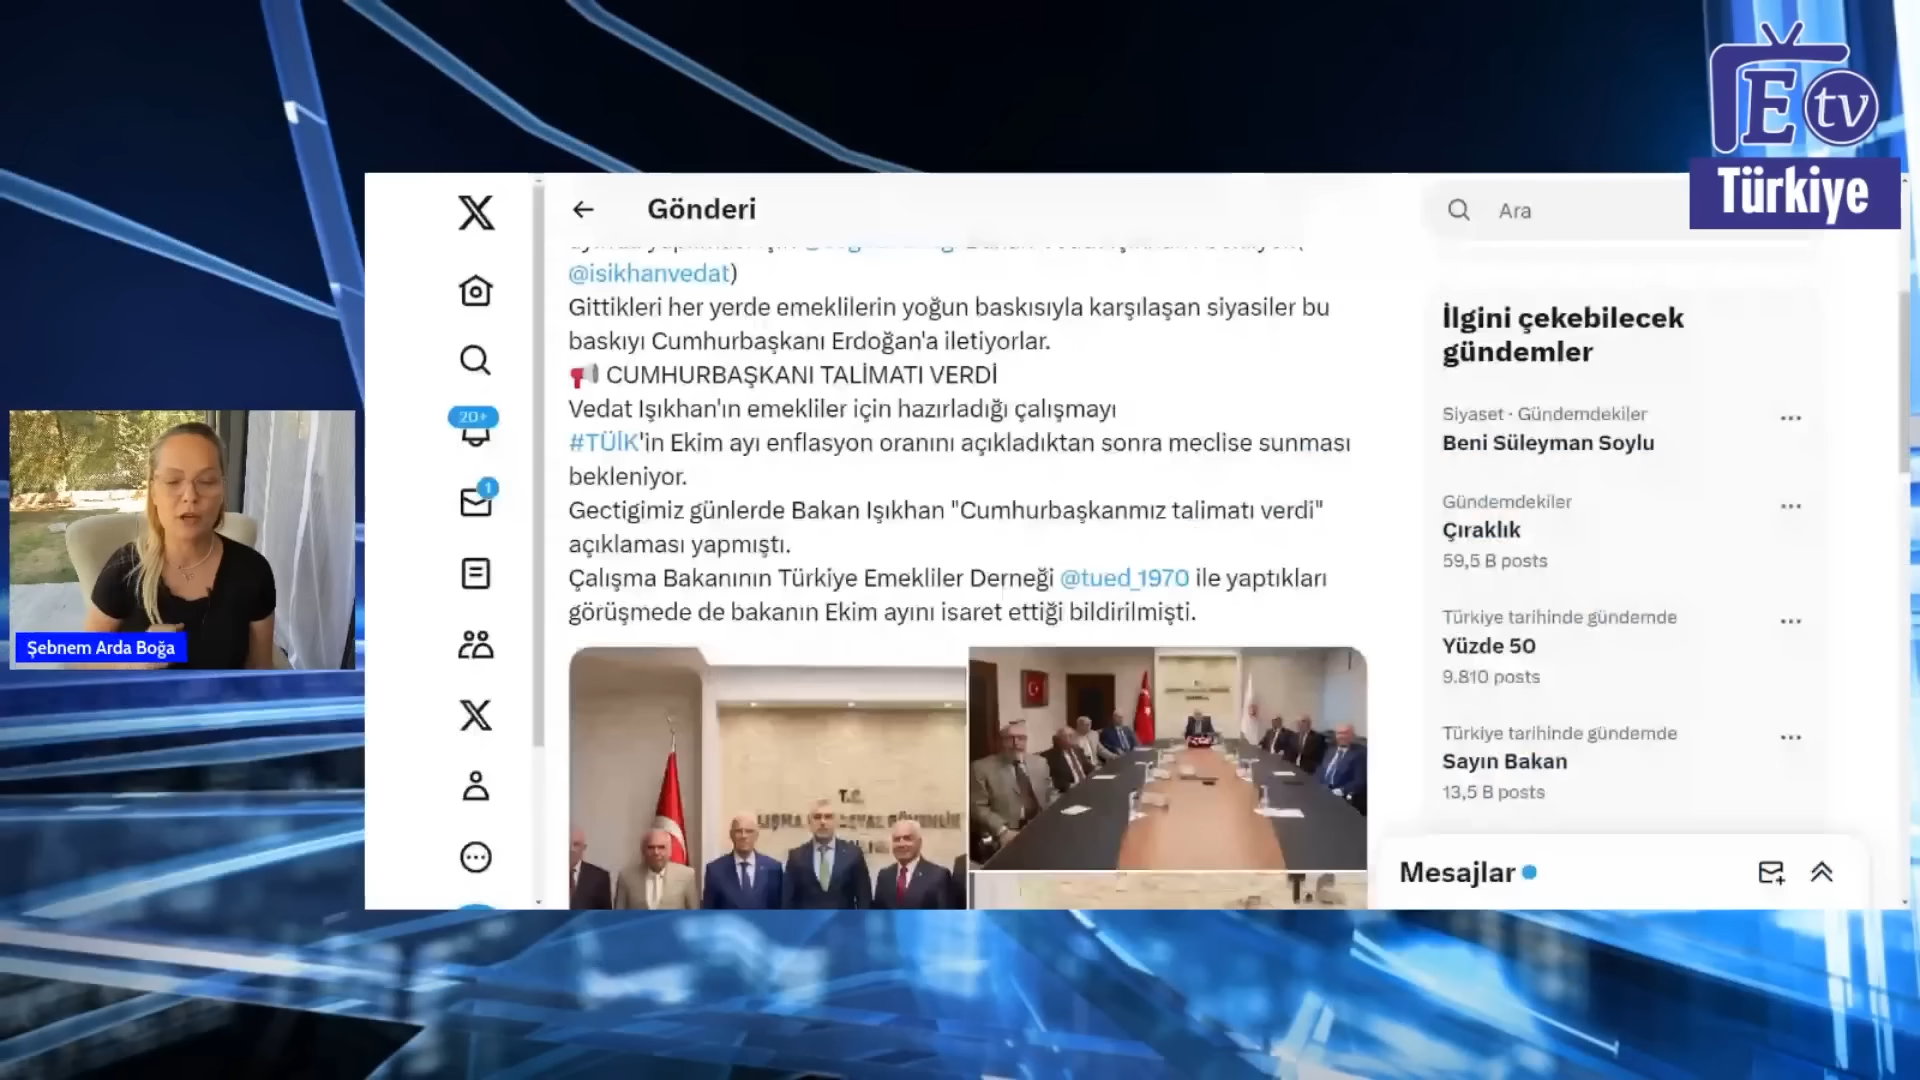 E tv
Türkiye
Gönderi
@isikhanvedat)
Gittikleri her yerde emeklilerin yoğun baskısıyla karşılaşan siyasiler bu
baskıyı Cumhurbaşkanı Erdoğan'a iletiyorlar.
CUMHURBAŞKANI TALİMATI VERDİ
Vedat Işıkhan'ın emekliler için hazırladığı çalışmayı
#TÜİK'in Ekim ayı enflasyon oranını açıkladıktan sonra meclise sunması
bekleniyor.
Gectigimiz günlerde Bakan Işıkhan "Cumhurbaşkanmız talimatı verdi"
açıklaması yapmıştı.
Çalışma Bakanının Türkiye Emekliler Derneği @tued_1970 ile yaptıkları
görüşmede de bakanın Ekim ayını isaret ettiği bildirilmişti.
20+
1
Şebnem Arda Boğa
T.C.
Ara
İlgini çekebilecek
gündemler
Siyaset · Gündemdekiler
Beni Süleyman Soylu
Gündemdekiler
Çıraklık
59,5 B posts
Türkiye tarihinde gündemde
Yüzde 50
9.810 posts
Türkiye tarihinde gündemde
Sayın Bakan
13,5 B posts
Mesajlar